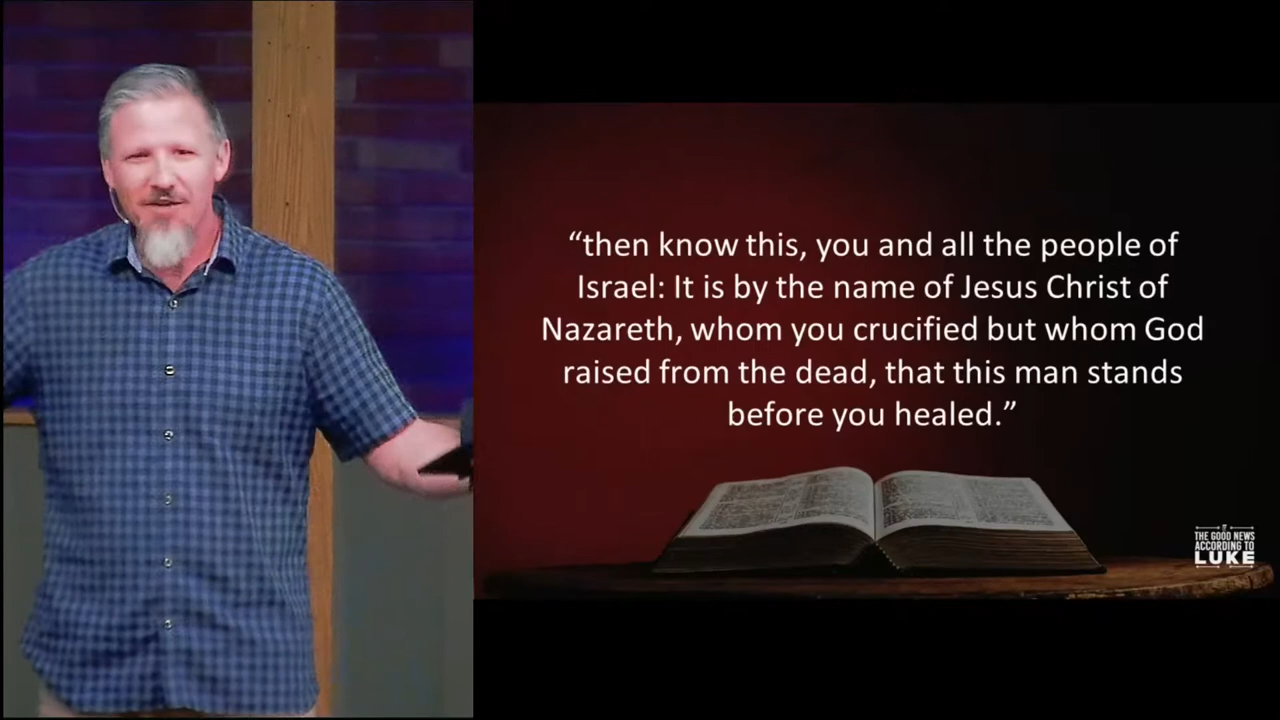 “then know this, you and all the people of
Israel: It is by the name of Jesus Christ of
Nazareth, whom you crucified but whom God
raised from the dead, that this man stands
before you healed.”
THE GOOD NEWS
ACCORDING TO
LUKE